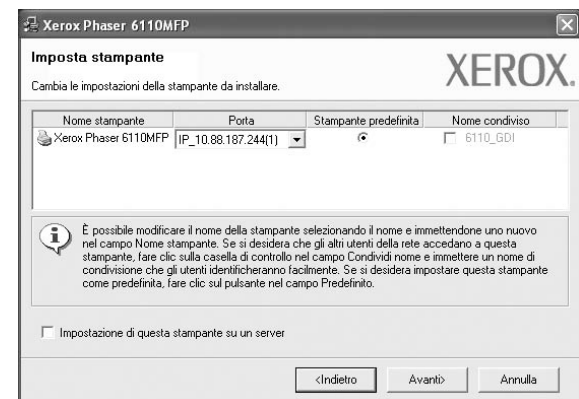 Xerox Phaser 6110MFP
Imposta stampante
Cambia le impostazioni della stampante da installare.
XEROX.
Nome stampante Porta Stampante predefinita Nome condiviso
Xerox Phaser 6110MFP IP_10.88.187.244(1) 6110_GDI
È possibile modificare il nome della stampante selezionando il nome e immettendone uno nuovo
nel campo Nome stampante. Se si desidera che gli altri utenti della rete accedano a questa
stampante, fare clic sulla casella di controllo nel campo Condividi nome e immettere un nome di
condivisione che gli utenti identificheranno facilmente. Se si desidera impostare questa stampante
come predefinita, fare clic sul pulsante nel campo Predefinito.
Impostazione di questa stampante su un server
<Indietro Avanti> Annulla